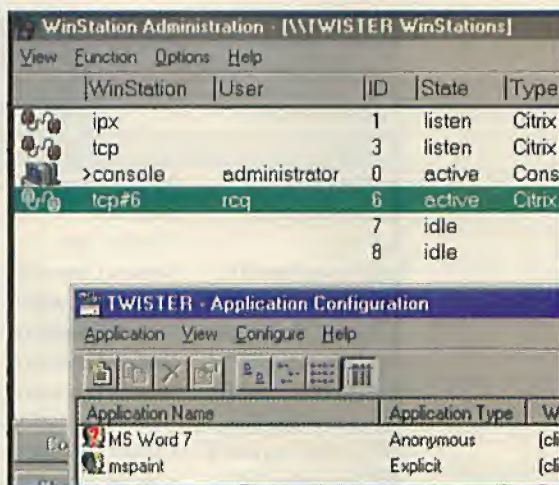 WinStation Administration - [\\TWISTER WinStations]
View Function Options Help
WinStation User ID State Type
ipx 1 listen Citrix
tcp 3 listen Citrix
>console administrator 0 active Cons
tcp#6 rcq 6 active Citrix
7 idle
8 idle
TWISTER - Application Configuration
Application View Configure Help
Application Name Application Type W
MS Word 7 Anonymous [cli
mspaint Explicit [cli
Co